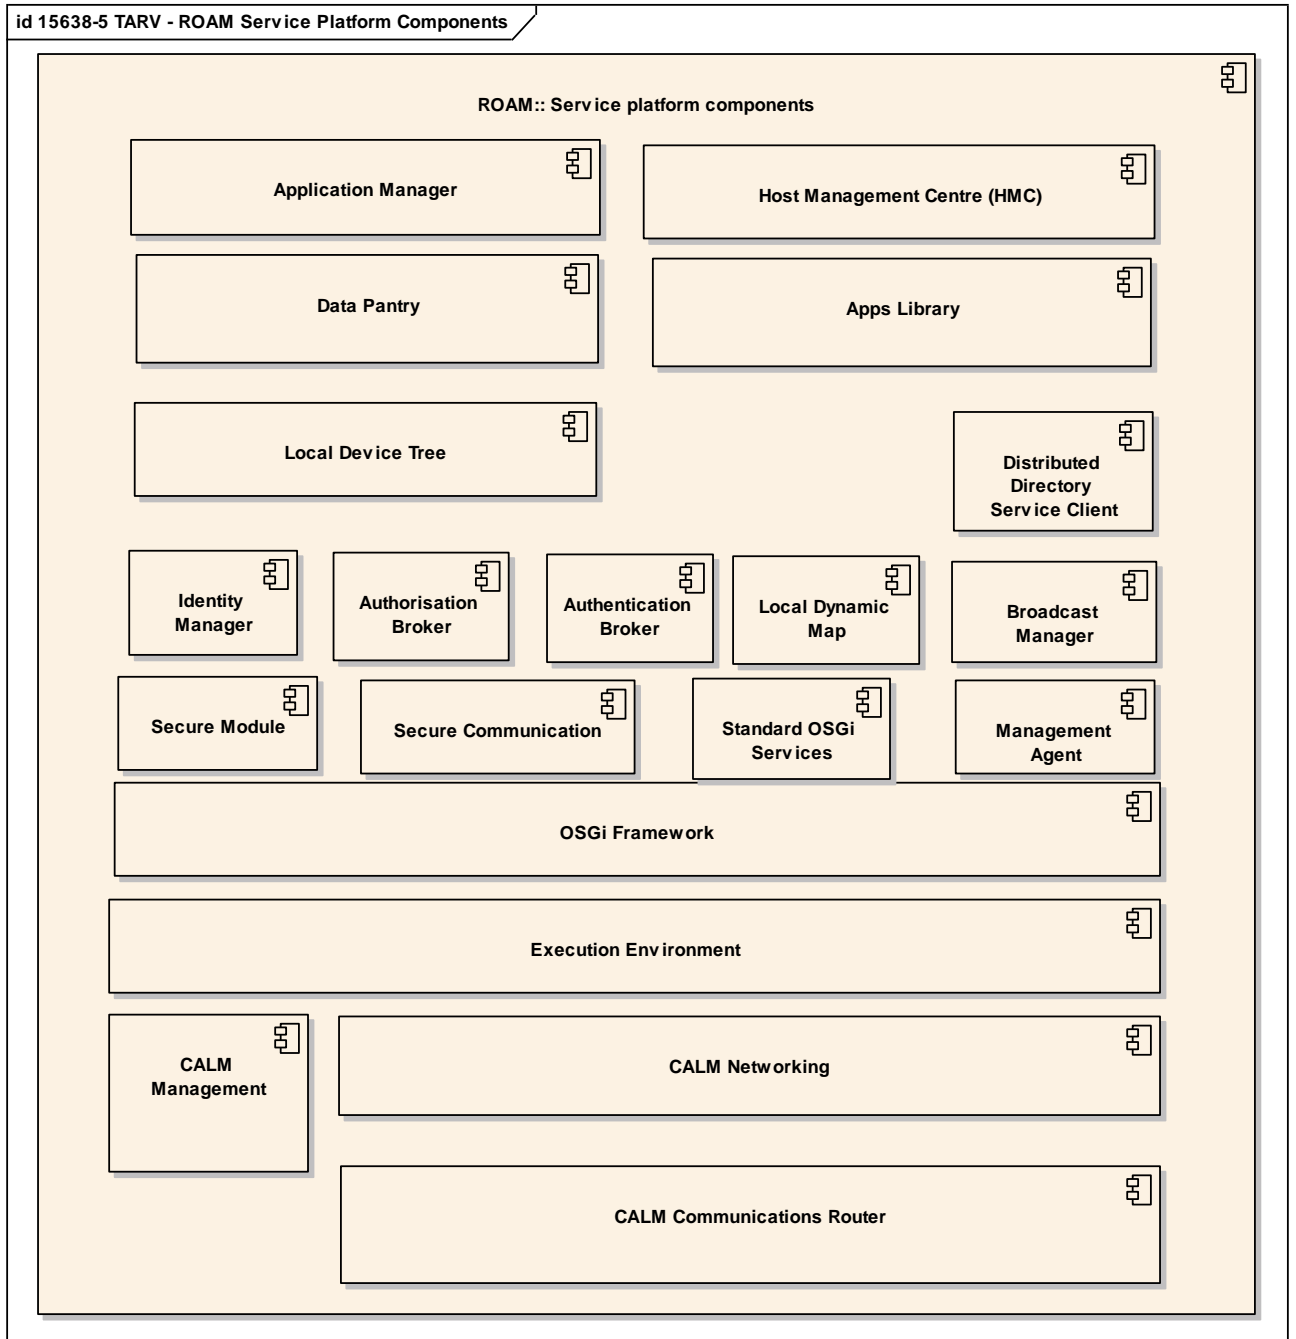 id 15638-5 TARV - ROAM Service Platform Components
ROAM:: Service platform components
Application Manager
Host Management Centre (HMC)
Data Pantry
Apps Library
Local Device Tree
Distributed
Directory
Service Client
Identity
Manager
Authorisation
Broker
Authentication
Broker
Local Dynamic
Map
Broadcast
Manager
Secure Module
Secure Communication
Standard OSGi
Services
Management
Agent
OSGi Framework
Execution Environment
CALM
Management
CALM Networking
CALM Communications Router